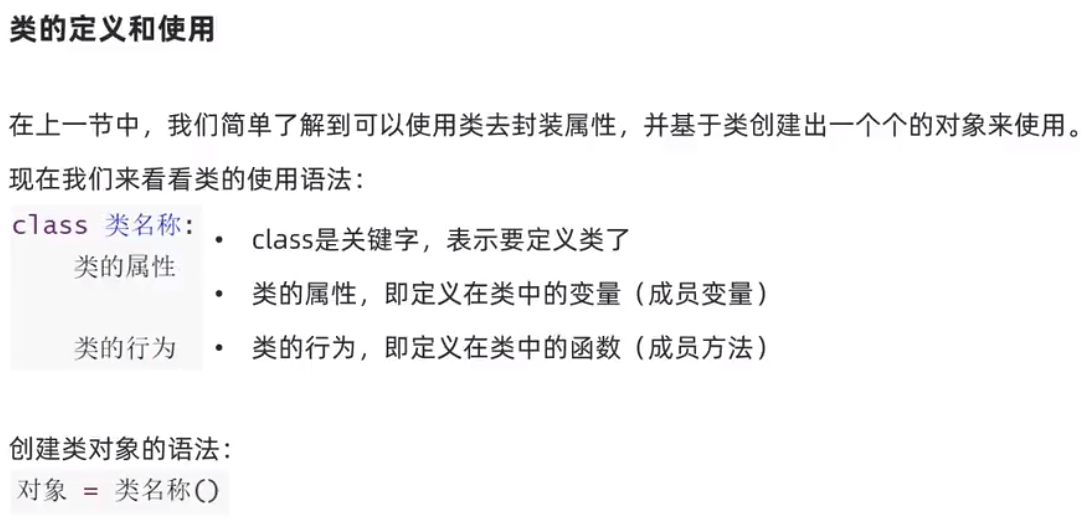 类的定义和使用
在上一节中，我们简单了解到可以使用类去封装属性，并基于类创建出一个个的对象来使用。
现在我们来看看类的使用语法：
class 类名称:
类的属性
类的行为
• class是关键字，表示要定义类了
• 类的属性，即定义在类中的变量（成员变量）
• 类的行为，即定义在类中的函数（成员方法）
创建类对象的语法：
对象 = 类名称()